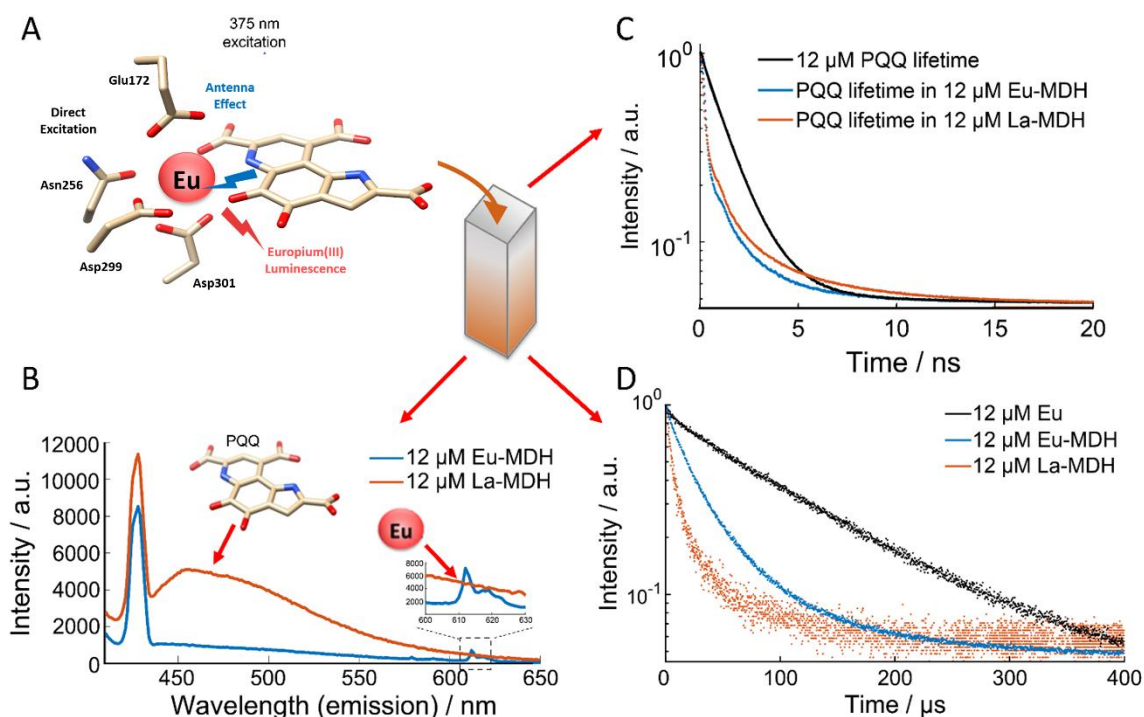 A
375 nm
excitation
Glu172
Antenna
Effect
Direct
Excitation
Eu
Asn256
Asp299
Asp301
Europium(III)
Luminescence
C
10⁰
10⁻¹
Intensity / a.u.
12 µM PQQ lifetime
PQQ lifetime in 12 µM Eu-MDH
PQQ lifetime in 12 µM La-MDH
0 5 10 15 20
Time / ns
B
12000
10000
8000
6000
4000
2000
0
Intensity / a.u.
PQQ
12 µM Eu-MDH
12 µM La-MDH
Eu
10000
8000
6000
4000
2000
600 610 620 630
450 500 550 600 650
Wavelength (emission) / nm
D
10⁰
10⁻¹
Intensity / a.u.
12 µM Eu
12 µM Eu-MDH
12 µM La-MDH
0 100 200 300 400
Time / µs